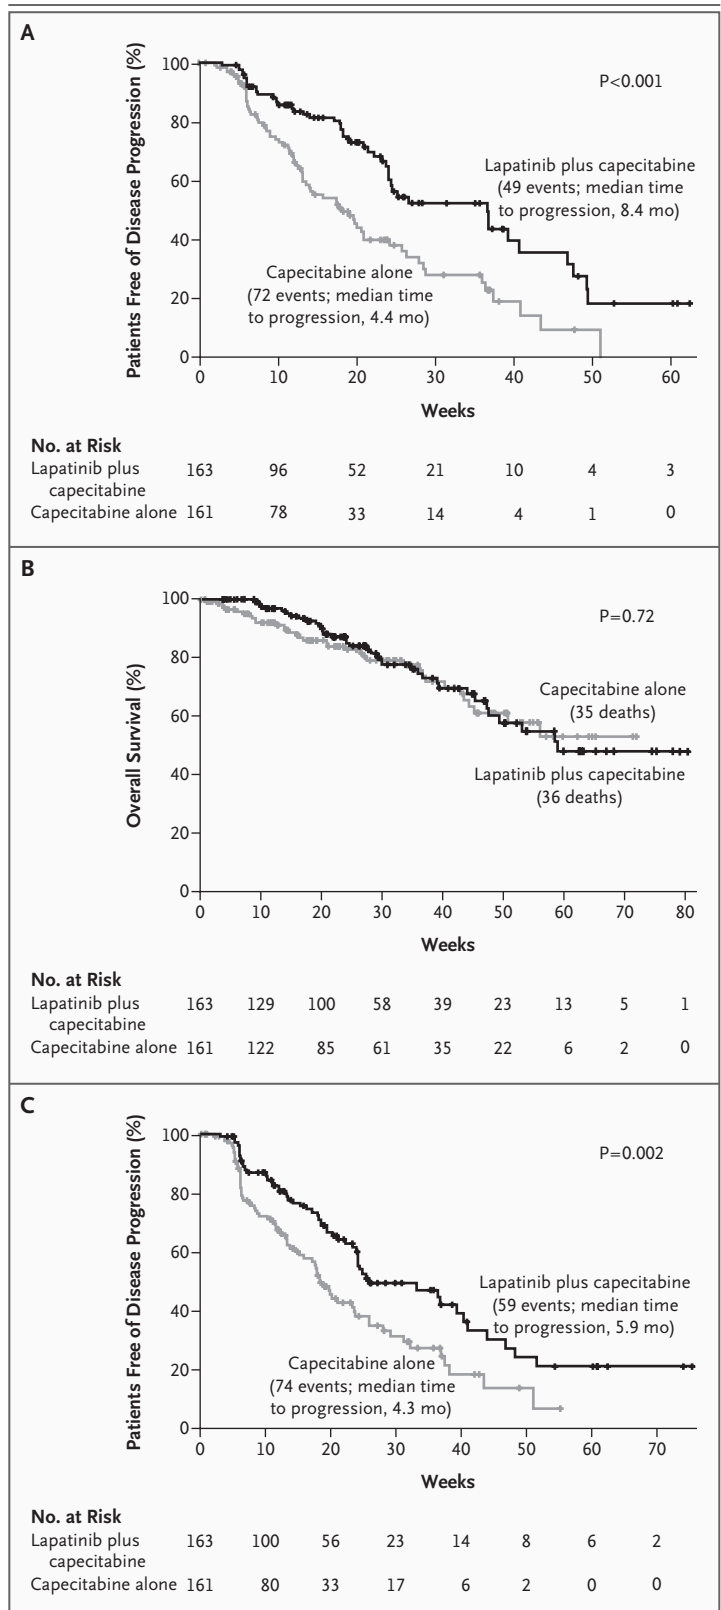 A
Patients Free of Disease Progression (%)
100
80
60
40
20
0
P<0.001
Lapatinib plus capecitabine
(49 events; median time
to progression, 8.4 mo)
Capecitabine alone
(72 events; median time
to progression, 4.4 mo)
0 10 20 30 40 50 60
Weeks
No. at Risk
Lapatinib plus 163 96 52 21 10 4 3
capecitabine
Capecitabine alone 161 78 33 14 4 1 0
B
Overall Survival (%)
100
80
60
40
20
0
P=0.72
Capecitabine alone
(35 deaths)
Lapatinib plus capecitabine
(36 deaths)
0 10 20 30 40 50 60 70 80
Weeks
No. at Risk
Lapatinib plus 163 129 100 58 39 23 13 5 1
capecitabine
Capecitabine alone 161 122 85 61 35 22 6 2 0
C
Patients Free of Disease Progression (%)
100
80
60
40
20
0
P=0.002
Lapatinib plus capecitabine
(59 events; median time
to progression, 5.9 mo)
Capecitabine alone
(74 events; median time
to progression, 4.3 mo)
0 10 20 30 40 50 60 70
Weeks
No. at Risk
Lapatinib plus 163 100 56 23 14 8 6 2
capecitabine
Capecitabine alone 161 80 33 17 6 2 0 0